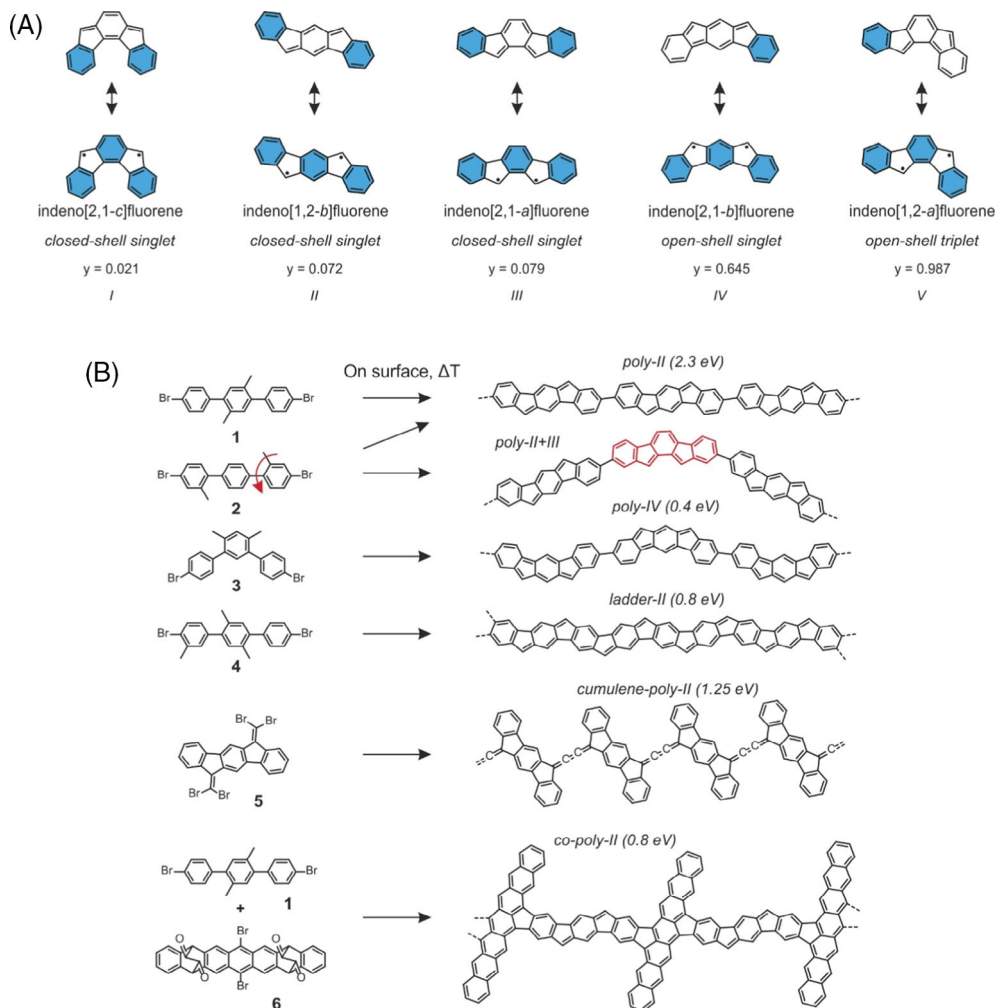 (A)
indeno[2,1-c]fluorene indeno[1,2-b]fluorene indeno[2,1-a]fluorene indeno[2,1-b]fluorene indeno[1,2-a]fluorene
closed-shell singlet closed-shell singlet closed-shell singlet open-shell singlet open-shell triplet
y = 0.021 y = 0.072 y = 0.079 y = 0.645 y = 0.987
I II III IV V
(B)
On surface, ΔT
poly-II (2.3 eV)
Br Br
1
poly-II+III
Br Br
2
poly-IV (0.4 eV)
Br Br
3
ladder-II (0.8 eV)
Br Br
4
cumulene-poly-II (1.25 eV)
Br Br
Br Br
5
C C C C C C C
co-poly-II (0.8 eV)
Br Br
1
+
Br
O O
O O
Br
6